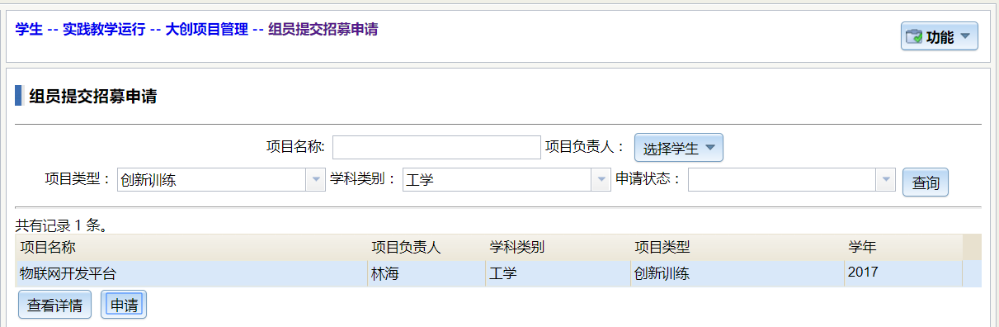 学生 -- 实践教学运行 -- 大创项目管理 -- 组员提交招募申请
功能
组员提交招募申请
项目名称: 项目负责人： 选择学生
项目类型： 创新训练 学科类别： 工学 申请状态： 查询
共有记录 1 条。
项目名称 项目负责人 学科类别 项目类型 学年
物联网开发平台 林海 工学 创新训练 2017
查看详情 申请